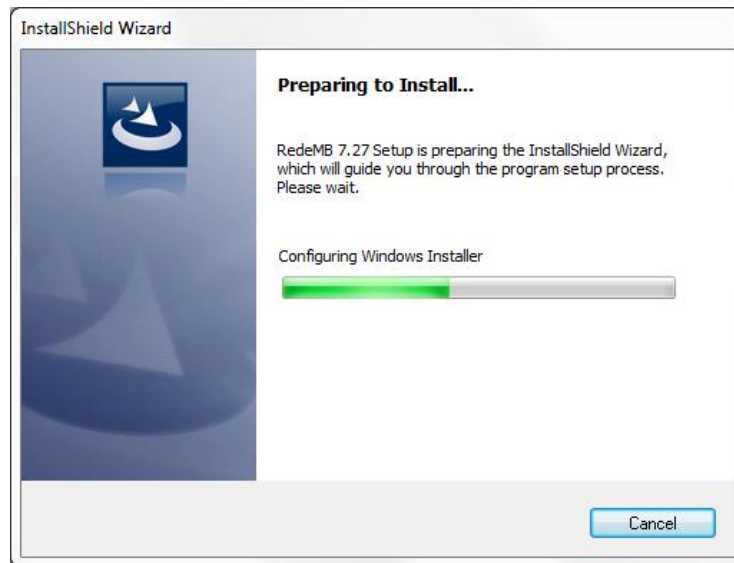 InstallShield Wizard
Preparing to Install...
RedeMB 7.27 Setup is preparing the InstallShield Wizard,
which will guide you through the program setup process.
Please wait.
Configuring Windows Installer
Cancel